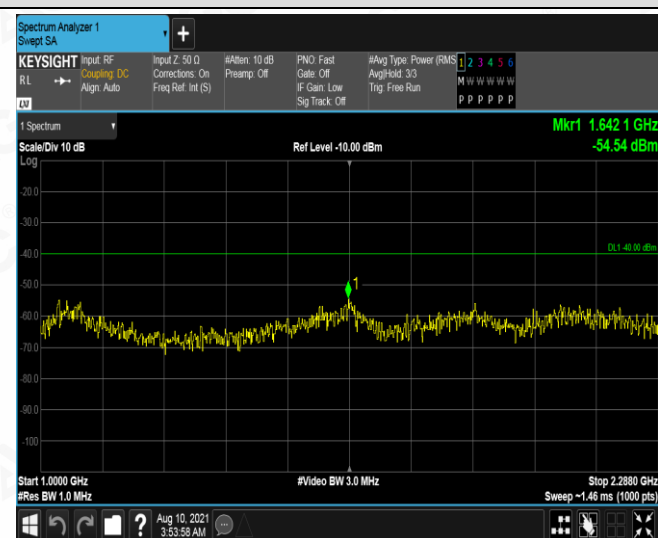 Spectrum Analyzer 1
Swept SA
+
KEYSIGHT
RL
LXI
Input: RF
Coupling: DC
Align: Auto
Input Z: 50 Ω
Corrections: On
Freq Ref: Int (S)
#Atten: 10 dB
Preamp: Off
PNO: Fast
Gate: Off
IF Gain: Low
Sig Track: Off
#Avg Type: Power (RMS
Avg|Hold: 3/3
Trig: Free Run
1 2 3 4 5 6
M W W W W W
P P P P P P
1 Spectrum
Mkr1 1.642 1 GHz
Scale/Div 10 dB
Ref Level -10.00 dBm
-54.54 dBm
Log
-20.0
-30.0
DL1 -40.00 dBm
-40.0
1
-50.0
-60.0
-70.0
-80.0
-90.0
-100
Start 1.0000 GHz
#Video BW 3.0 MHz
Stop 2.2880 GHz
#Res BW 1.0 MHz
Sweep ~1.46 ms (1000 pts)
?
Aug 10, 2021
3:53:58 AM